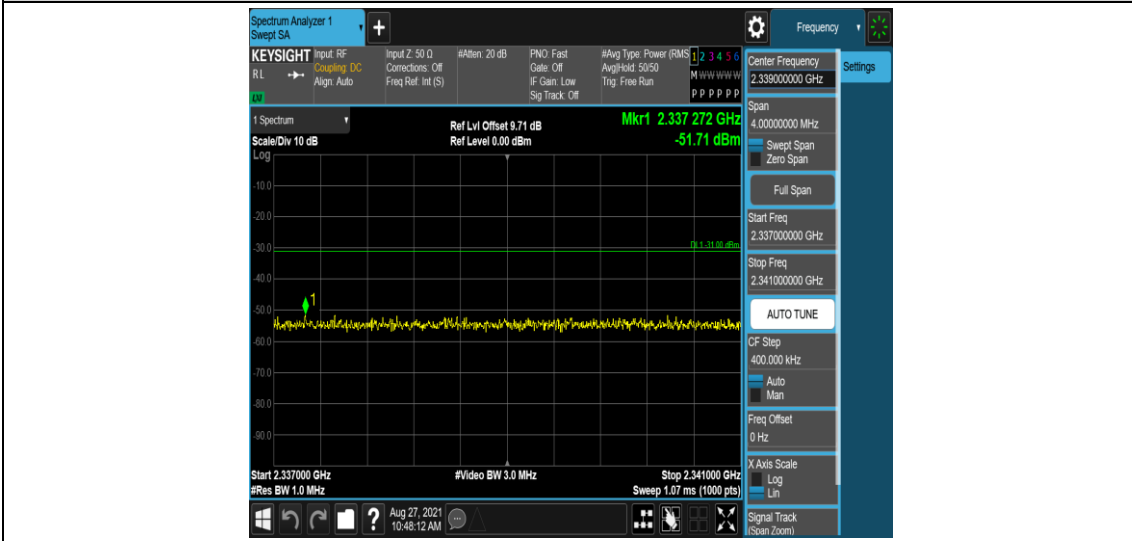 Spectrum Analyzer 1
Swept SA
+
Frequency
KEYSIGHT
RL
Input: RF
Coupling: DC
Align: Auto
Input Z: 50 Ω
Corrections: Off
Freq Ref: Int (S)
#Atten: 20 dB
PNO: Fast
Gate: Off
IF Gain: Low
Sig Track: Off
#Avg Type: Power (RMS
Avg|Hold: 50/50
Trig: Free Run
1 2 3 4 5 6
M W W W W W
P P P P P P
1 Spectrum
Scale/Div 10 dB
Ref Lvl Offset 9.71 dB
Ref Level 0.00 dBm
Mkr1 2.337 272 GHz
-51.71 dBm
Log
-10.0
-20.0
-30.0
DL1 -31.00 dBm
-40.0
1
-50.0
-60.0
-70.0
-80.0
-90.0
Start 2.337000 GHz
#Res BW 1.0 MHz
#Video BW 3.0 MHz
Stop 2.341000 GHz
Sweep 1.07 ms (1000 pts)
?
Aug 27, 2021
10:48:12 AM
Center Frequency
2.339000000 GHz
Settings
Span
4.00000000 MHz
Swept Span
Zero Span
Full Span
Start Freq
2.337000000 GHz
Stop Freq
2.341000000 GHz
AUTO TUNE
CF Step
400.000 kHz
Auto
Man
Freq Offset
0 Hz
X Axis Scale
Log
Lin
Signal Track
(Span Zoom)